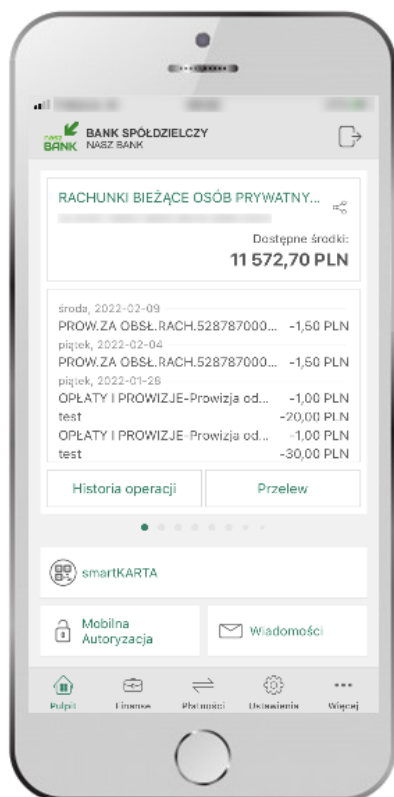 NASZ BANK
BANK SPÓŁDZIELCZY
NASZ BANK
RACHUNKI BIEŻĄCE OSÓB PRYWATNY...
Dostępne środki:
11 572,70 PLN
środa, 2022-02-09
PROW.ZA OBSŁ.RACH.528787000... -1,50 PLN
piątek, 2022-02-04
PROW.ZA OBSŁ.RACH.528787000... -1,50 PLN
piątek, 2022-01-28
OPŁATY I PROWIZJE-Prowizja od... -1,00 PLN
test -20,00 PLN
OPŁATY I PROWIZJE-Prowizja od... -1,00 PLN
test -30,00 PLN
Historia operacji Przelew
smartKARTA
Mobilna Autoryzacja
Wiadomości
Pulpit Finanse Płatności Ustawienia Więcej